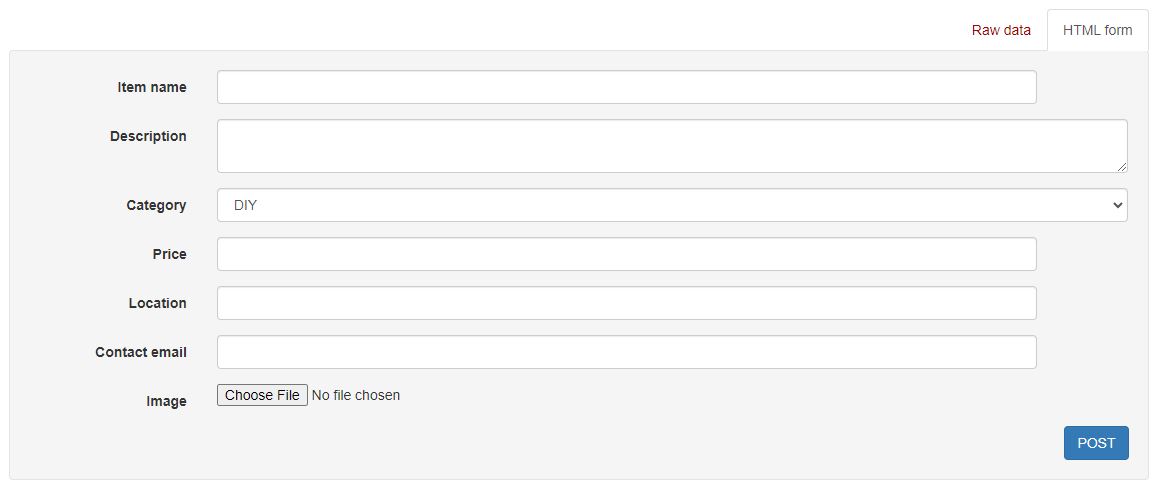 Raw data HTML form
Item name
Description
Category DIY
Price
Location
Contact email
Image Choose File No file chosen
POST